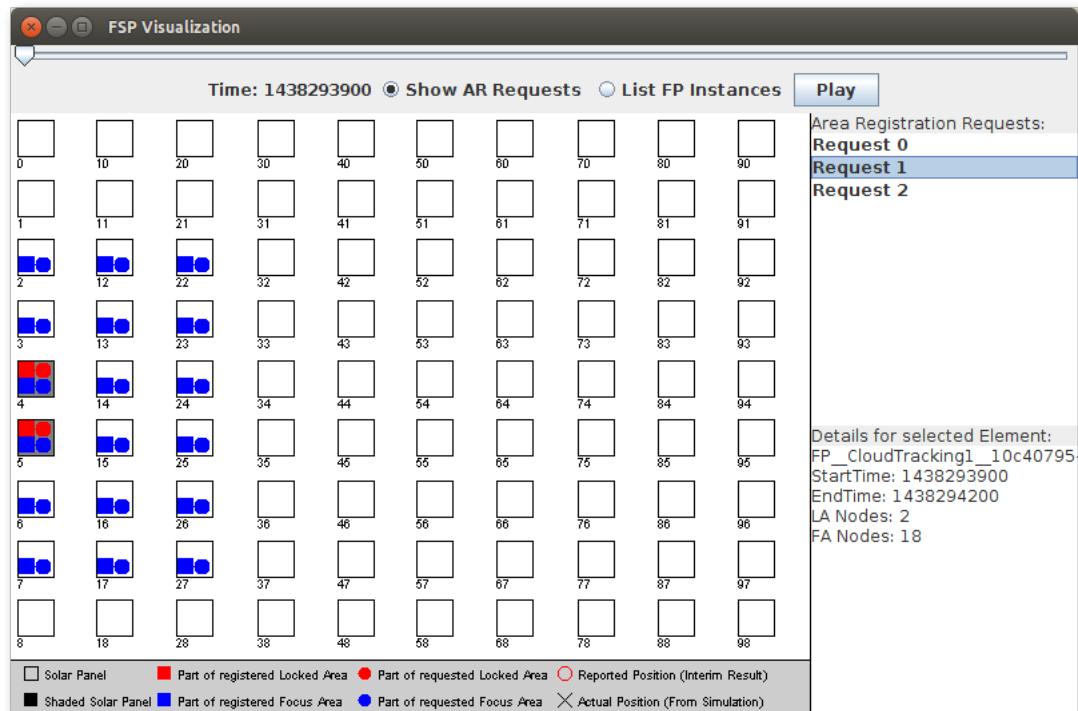 FSP Visualization
Time: 1438293900 Show AR Requests List FP Instances Play
Area Registration Requests:
Request 0
Request 1
Request 2
0 10 20 30 40 50 60 70 80 90
1 11 21 31 41 51 61 71 81 91
2 12 22 32 42 52 62 72 82 92
3 13 23 33 43 53 63 73 83 93
4 14 24 34 44 54 64 74 84 94
5 15 25 35 45 55 65 75 85 95
6 16 26 36 46 56 66 76 86 96
7 17 27 37 47 57 67 77 87 97
8 18 28 38 48 58 68 78 88 98
Details for selected Element:
FP__CloudTracking1__10c40795-
StartTime: 1438293900
EndTime: 1438294200
LA Nodes: 2
FA Nodes: 18
Solar Panel Part of registered Locked Area Part of requested Locked Area Reported Position (Interim Result)
Shaded Solar Panel Part of registered Focus Area Part of requested Focus Area Actual Position (From Simulation)